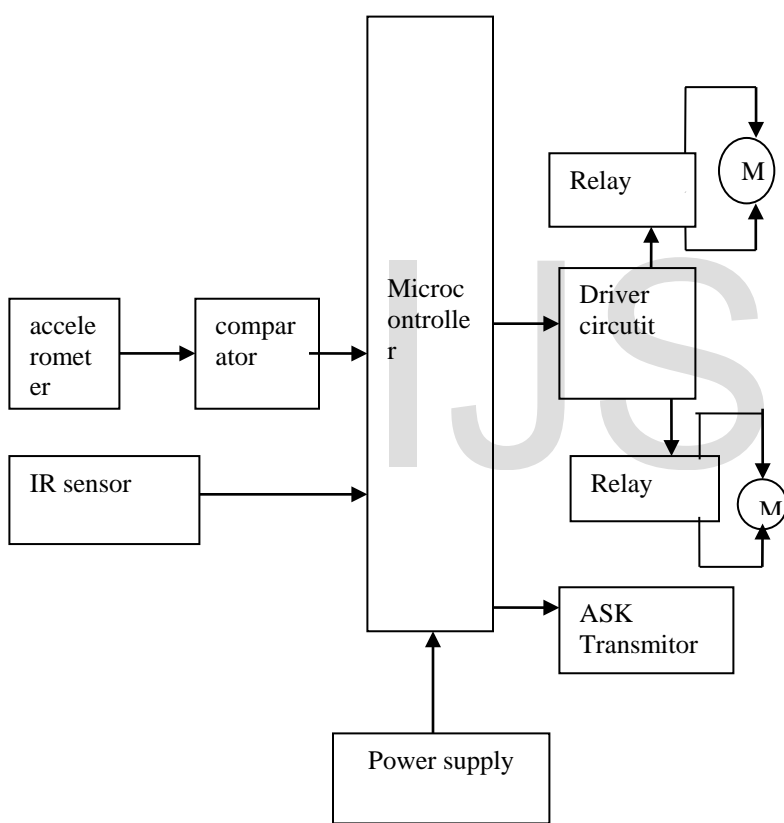 Relay
M
Microc
ontrolle
r
Driver
circutit
accele
romet
er
compar
ator
IR sensor
Relay
M
ASK
Transmitor
Power supply
IJS